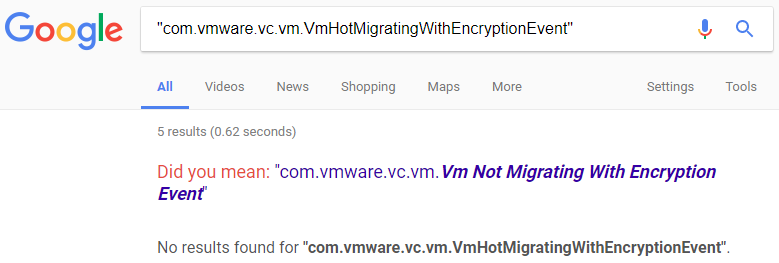 Google
"com.vmware.vc.vm.VmHotMigratingWithEncryptionEvent"
All Videos News Shopping Maps More Settings Tools
5 results (0.62 seconds)
Did you mean: "com.vmware.vc.vm.Vm Not Migrating With Encryption
Event"
No results found for "com.vmware.vc.vm.VmHotMigratingWithEncryptionEvent".